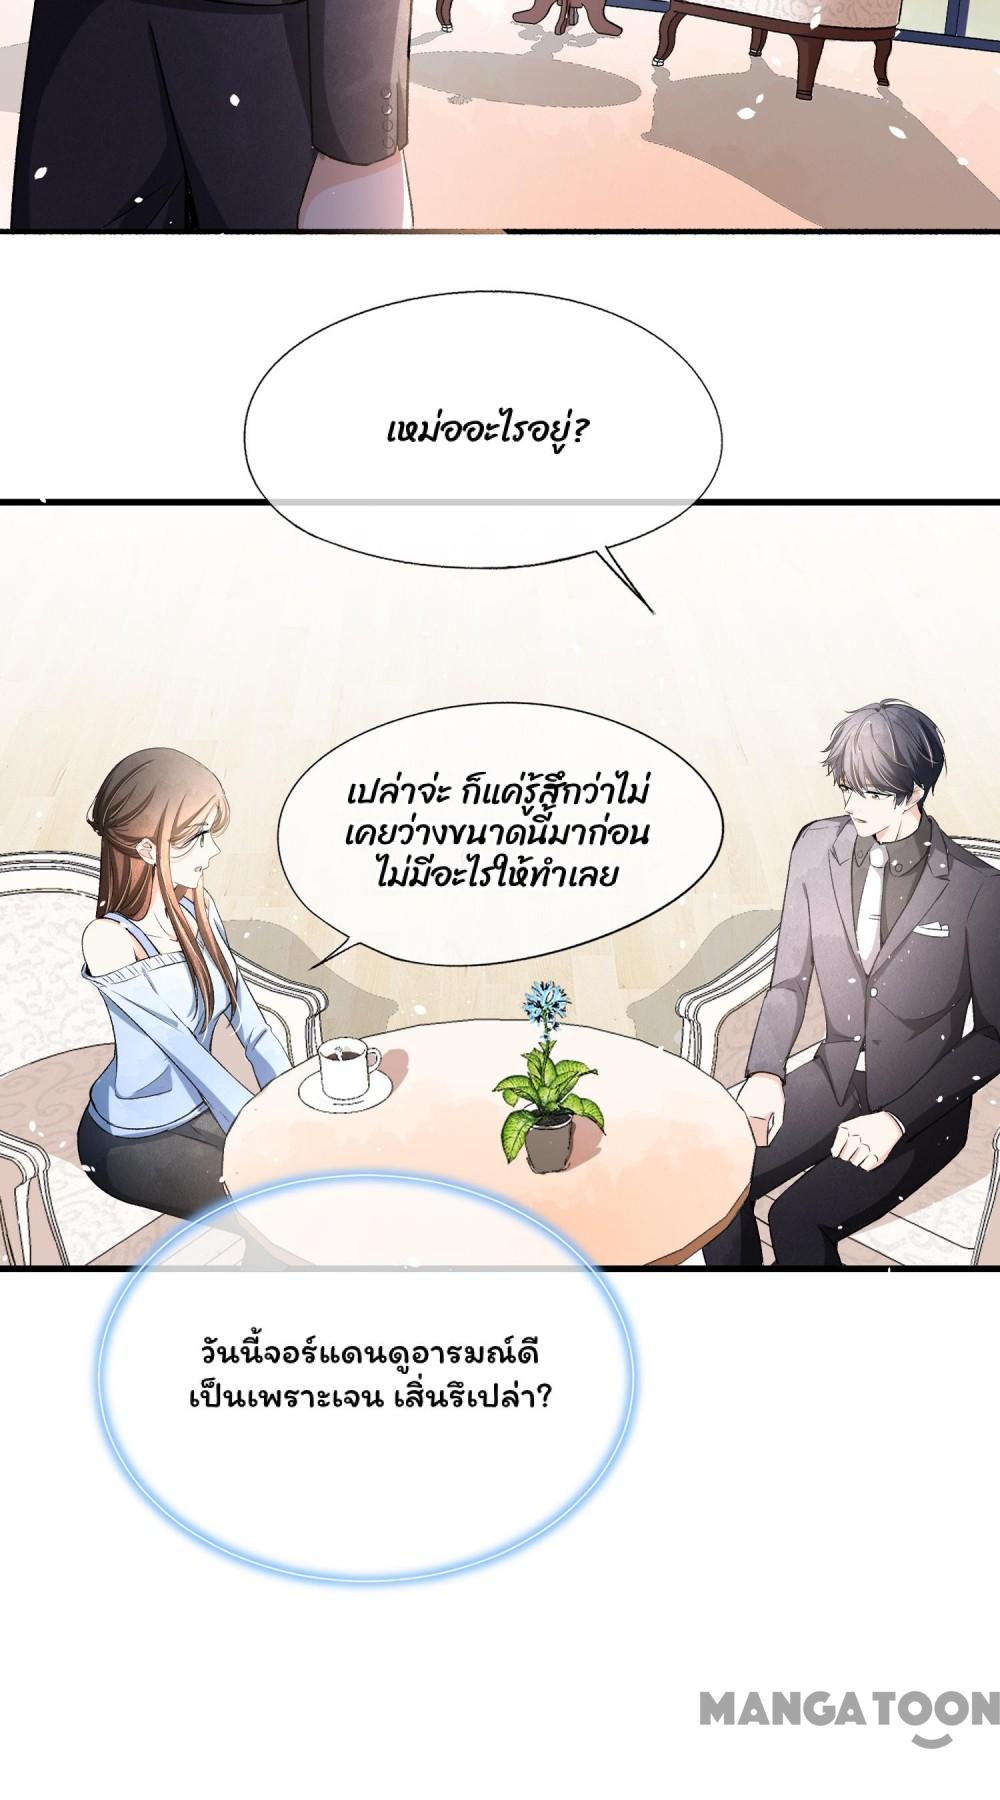 เหม่ออะไรอยู่?
เปล่าจ้ะ ก็แค่รู้สึกว่าไม่
เคยว่างขนาดนี้มาก่อน
ไม่มีอะไรให้ทำเลย
วันนี้จอร์แดนดูอารมณ์ดี
เป็นเพราะเจน เสิ่นรึเปล่า?
MANGATOON